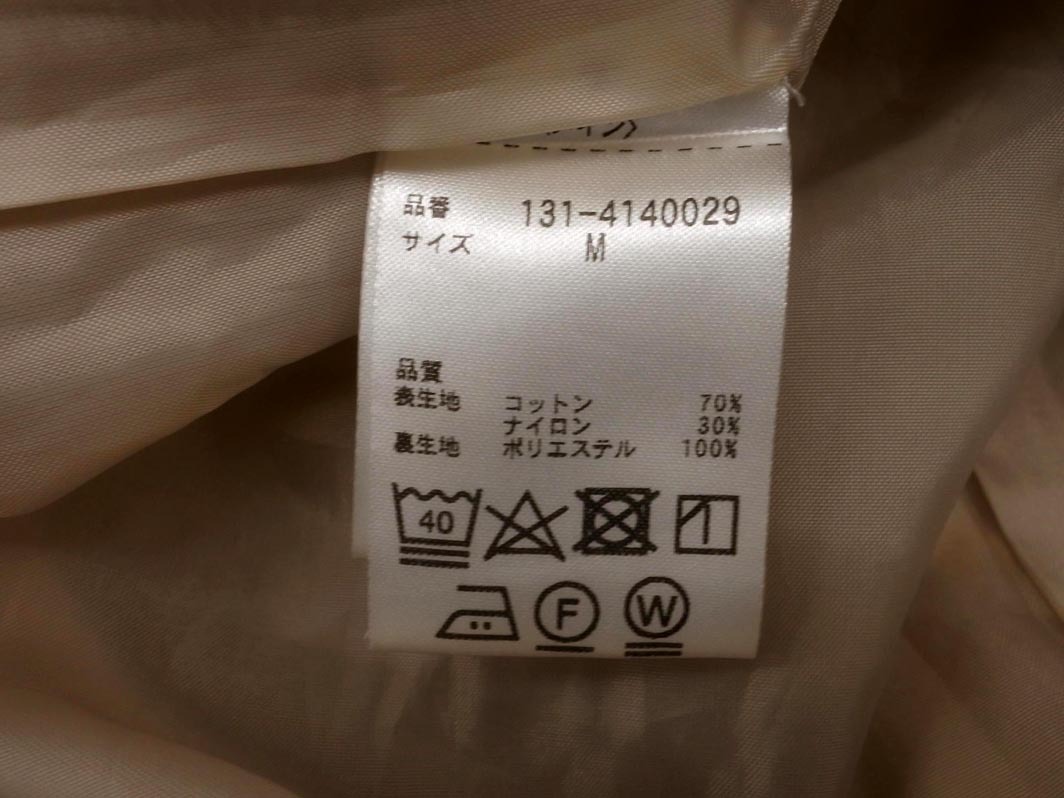 品番 131-4140029
サイズ M
品質
表生地 コットン 70%
ナイロン 30%
裏生地 ポリエステル 100%
40
F W